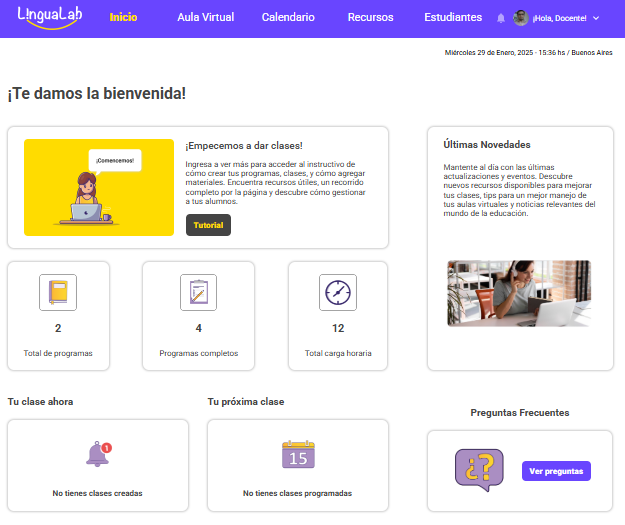 LinguaLab
Inicio
Aula Virtual
Calendario
Recursos
Estudiantes
¡Hola, Docente!
Miércoles 29 de Enero, 2025 - 15:36 hs / Buenos Aires
¡Te damos la bienvenida!
¡Comencemos!
¡Empecemos a dar clases!
Ingresa a ver más para acceder al instructivo de
cómo crear tus programas, clases, y cómo agregar
materiales. Encuentra recursos útiles, un recorrido
completo por la página y descubre cómo gestionar
a tus alumnos.
Tutorial
Últimas Novedades
Mantente al día con las últimas
actualizaciones y eventos. Descubre
nuevos recursos disponibles para mejorar
tus clases, tips para un mejor manejo de
tus aulas virtuales y noticias relevantes del
mundo de la educación.
2
Total de programas
4
Programas completos
12
Total carga horaria
Tu clase ahora
1
No tienes clases creadas
Tu próxima clase
15
No tienes clases programadas
Preguntas Frecuentes
¿?
Ver preguntas